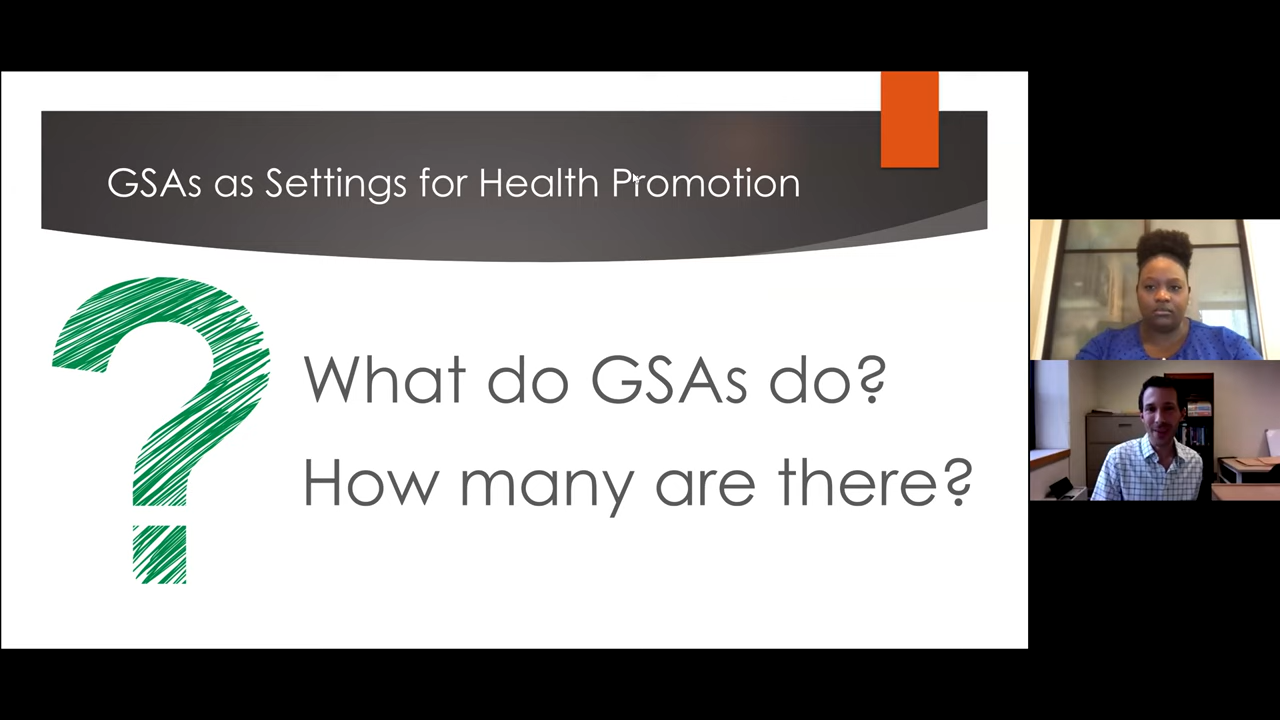 GSAs as Settings for Health Promotion
What do GSAs do?
How many are there?